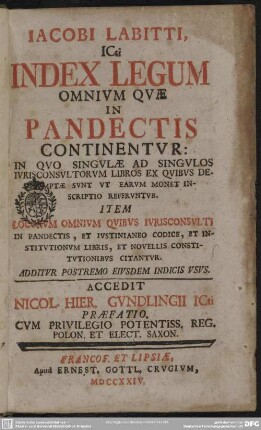 IACOBI LABITTI,
ICti
INDEX LEGUM
OMNIVM QVÆ
IN
PANDECTIS
CONTINENTVR:
IN QVO SINGVLÆ AD SINGVLOS
IVRISCONSVLTORVM LIBROS EX QVIBVS DE-
MPTÆ SVNT VT EARVM MONET IN-
SCRIPTIO REFERVNTVR.
ITEM
LOCORVM OMNIVM QVIBVS IVRISCONSVLTI
IN PANDECTIS, ET IVSTINIANEO CODICE, ET IN-
STITVTIONVM LIBRIS, ET NOVELLIS CONSTI-
TVTIONIBVS CITANTVR.
ADDITVR POSTREMO EIVSDEM INDICIS VSVS.
ACCEDIT
NICOL. HIER. GVNDLINGII ICti
PRÆFATIO.
CVM PRIVILEGIO POTENTISS. REG.
POLON. ET ELECT. SAXON.
FRANCOF. ET LIPSIÆ,
Apud ERNEST. GOTTL. CRVGIVM,
MDCCXXIV.
DFG